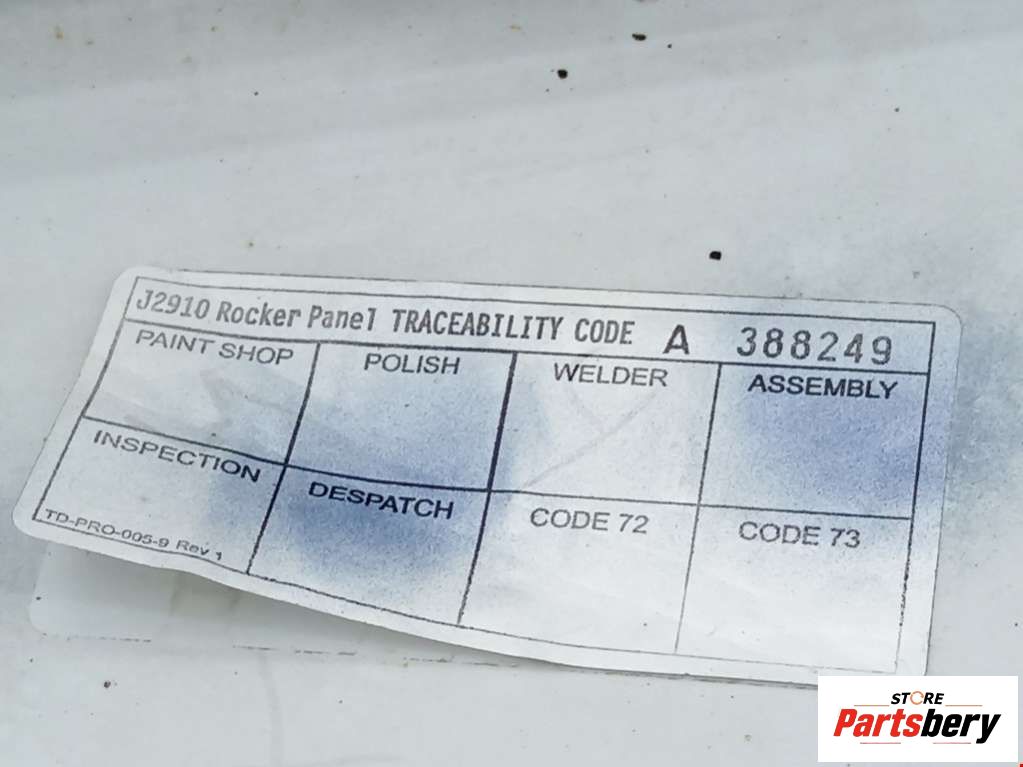 J2910 Rocker Panel TRACEABILITY CODE A 388249
PAINT SHOP POLISH WELDER ASSEMBLY
INSPECTION DESPATCH CODE 72 CODE 73
TD-PRO-005-9 Rev 1
STORE
Partsbery